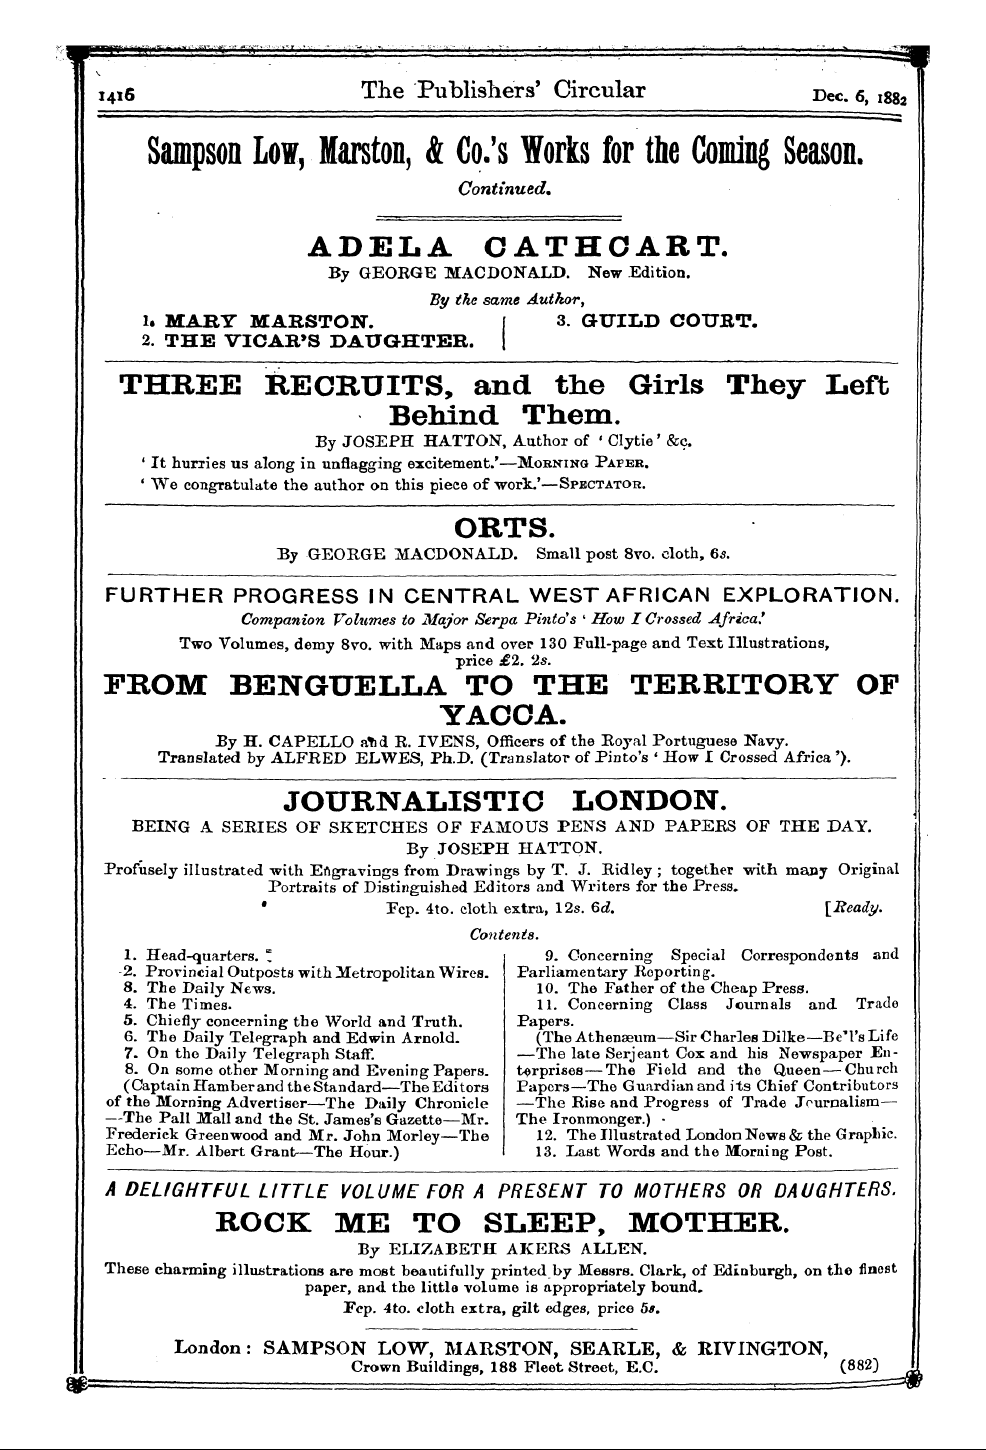 1416 The Publishers' Circular Dec. 6, 1882
Sampson Low, Marston, & Co.'s Works for the Coming Season.
Continued.
ADELA CATHCART.
By GEORGE MACDONALD. New Edition.
By the same Author,
1. MARY MARSTON.
2. THE VICAR'S DAUGHTER.
3. GUILD COURT.
THREE RECRUITS, and the Girls They Left
Behind Them.
By JOSEPH HATTON, Author of ' Clytie' &c.
' It hurries us along in unflagging excitement.'—MORNING PAPER.
' We congratulate the author on this piece of work.'—SPECTATOR.
ORTS.
By GEORGE MACDONALD. Small post 8vo. cloth, 6s.
FURTHER PROGRESS IN CENTRAL WEST AFRICAN EXPLORATION.
Companion Volumes to Major Serpa Pinto's ' How I Crossed Africa.'
Two Volumes, demy 8vo. with Maps and over 130 Full-page and Text Illustrations,
price £2. 2s.
FROM BENGUELLA TO THE TERRITORY OF
YACCA.
By H. CAPELLO and R. IVENS, Officers of the Royal Portuguese Navy.
Translated by ALFRED ELWES, Ph.D. (Translator of Pinto's ' How I Crossed Africa ').
JOURNALISTIC LONDON.
BEING A SERIES OF SKETCHES OF FAMOUS PENS AND PAPERS OF THE DAY.
By JOSEPH HATTON.
Profusely illustrated with Engravings from Drawings by T. J. Ridley ; together with many Original
Portraits of Distinguished Editors and Writers for the Press.
Fcp. 4to. cloth extra, 12s. 6d. [Ready.
Contents.
1. Head-quarters.
2. Provincial Outposts with Metropolitan Wires.
3. The Daily News.
4. The Times.
5. Chiefly concerning the World and Truth.
6. The Daily Telegraph and Edwin Arnold.
7. On the Daily Telegraph Staff.
8. On some other Morning and Evening Papers.
(Captain Hamber and the Standard—The Editors
of the Morning Advertiser—The Daily Chronicle
—The Pall Mall and the St. James's Gazette—Mr.
Frederick Greenwood and Mr. John Morley—The
Echo—Mr. Albert Grant—The Hour.)
9. Concerning Special Correspondents and
Parliamentary Reporting.
10. The Father of the Cheap Press.
11. Concerning Class Journals and Trade
Papers.
(The Athenæum—Sir Charles Dilke—Bell's Life
—The late Serjeant Cox and his Newspaper En-
terprises—The Field and the Queen—Church
Papers—The Guardian and its Chief Contributors
—The Rise and Progress of Trade Journalism—
The Ironmonger.)
12. The Illustrated London News & the Graphic.
13. Last Words and the Morning Post.
A DELIGHTFUL LITTLE VOLUME FOR A PRESENT TO MOTHERS OR DAUGHTERS.
ROCK ME TO SLEEP, MOTHER.
By ELIZABETH AKERS ALLEN.
These charming illustrations are most beautifully printed by Messrs. Clark, of Edinburgh, on the finest
paper, and the little volume is appropriately bound.
Fcp. 4to. cloth extra, gilt edges, price 5s.
London: SAMPSON LOW, MARSTON, SEARLE, & RIVINGTON,
Crown Buildings, 188 Fleet Street, E.C. (882)